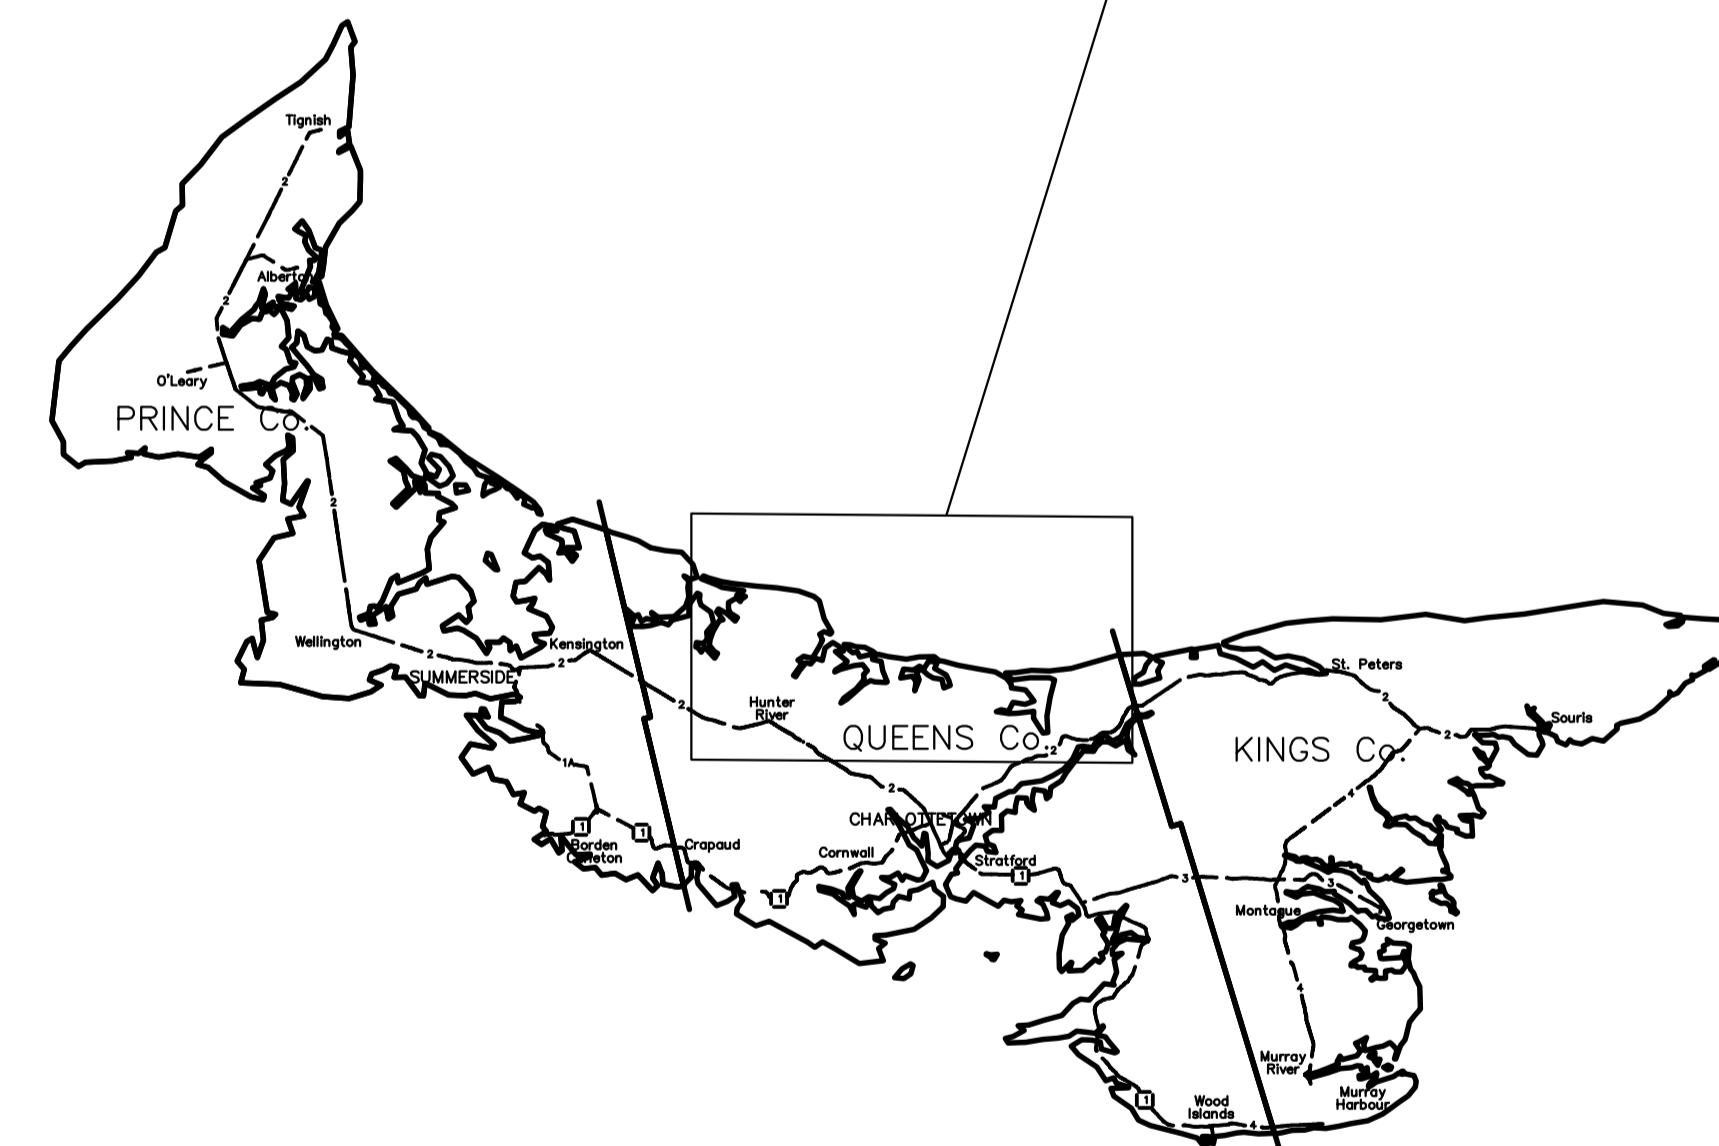 Tignish
2
Alberton
2
O'Leary
PRINCE Co.
2
Wellington
2
SUMMERSIDE
2
Kensington
2
Hunter
River
QUEENS Co.
2
St. Peters
2
Souris
2
KINGS Co.
4
1A
2
CHARLOTTETOWN
1
1
Borden
Carleton
Crapaud
Cornwall
1
Stratford
1
3
3
Montague
Georgetown
4
Murray
River
Murray
Harbour
1
Wood
Islands
4